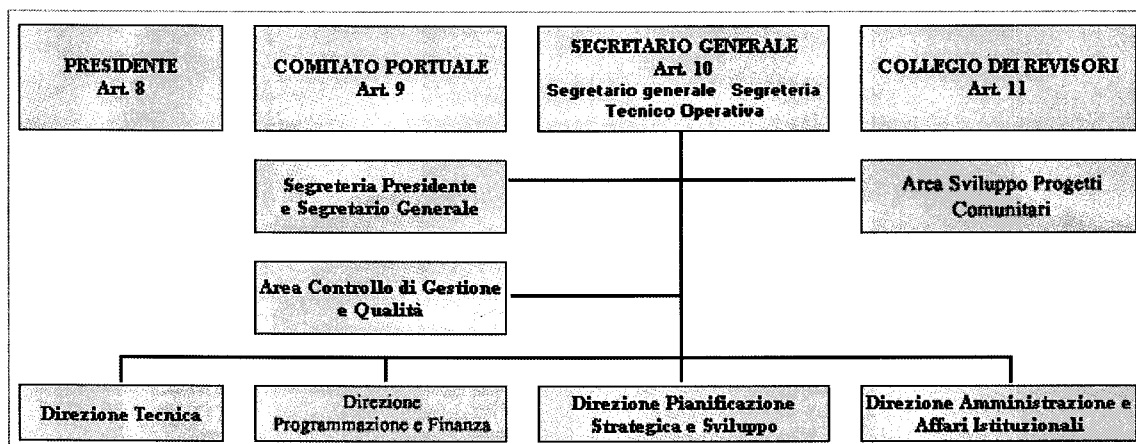 PRESIDENTE
Art. 8
COMITATO PORTUALE
Art. 9
SEGRETARIO GENERALE
Art. 10
Segretario generale Segreteria
Tecnico Operativa
COLLEGIO DEI REVISORI
Art. 11
Segreteria Presidente
e Segretario Generale
Area Sviluppo Progetti
Comunitari
Area Controllo di Gestione
e Qualità
Direzione Tecnica
Direzione
Programmazione e Finanza
Direzione Pianificazione
Strategica e Sviluppo
Direzione Amministrazione e
Affari Istituzionali